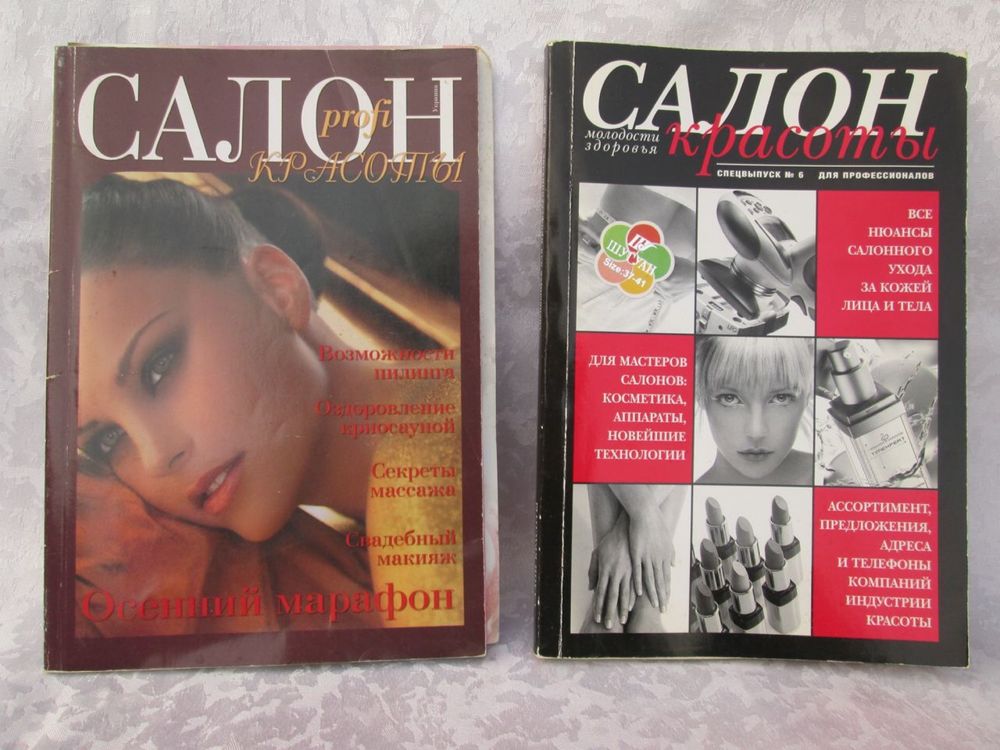 САЛОН
profi
Украина
КРАСОТЫ
Возможности
пилинга
Оздоровление
криосауной
Секреты
массажа
Свадебный
макияж
Осенний марафон
САЛОН
молодости
здоровья
красоты
СПЕЦВЫПУСК № 6 ДЛЯ ПРОФЕССИОНАЛОВ
ВСЕ
НЮАНСЫ
САЛОННОГО
УХОДА
ЗА КОЖЕЙ
ЛИЦА И ТЕЛА
ШУГУАН
Size:37-41
ДЛЯ МАСТЕРОВ
САЛОНОВ:
КОСМЕТИКА,
АППАРАТЫ,
НОВЕЙШИЕ
ТЕХНОЛОГИИ
АССОРТИМЕНТ,
ПРЕДЛОЖЕНИЯ,
АДРЕСА
И ТЕЛЕФОНЫ
КОМПАНИЙ
ИНДУСТРИИ
КРАСОТЫ